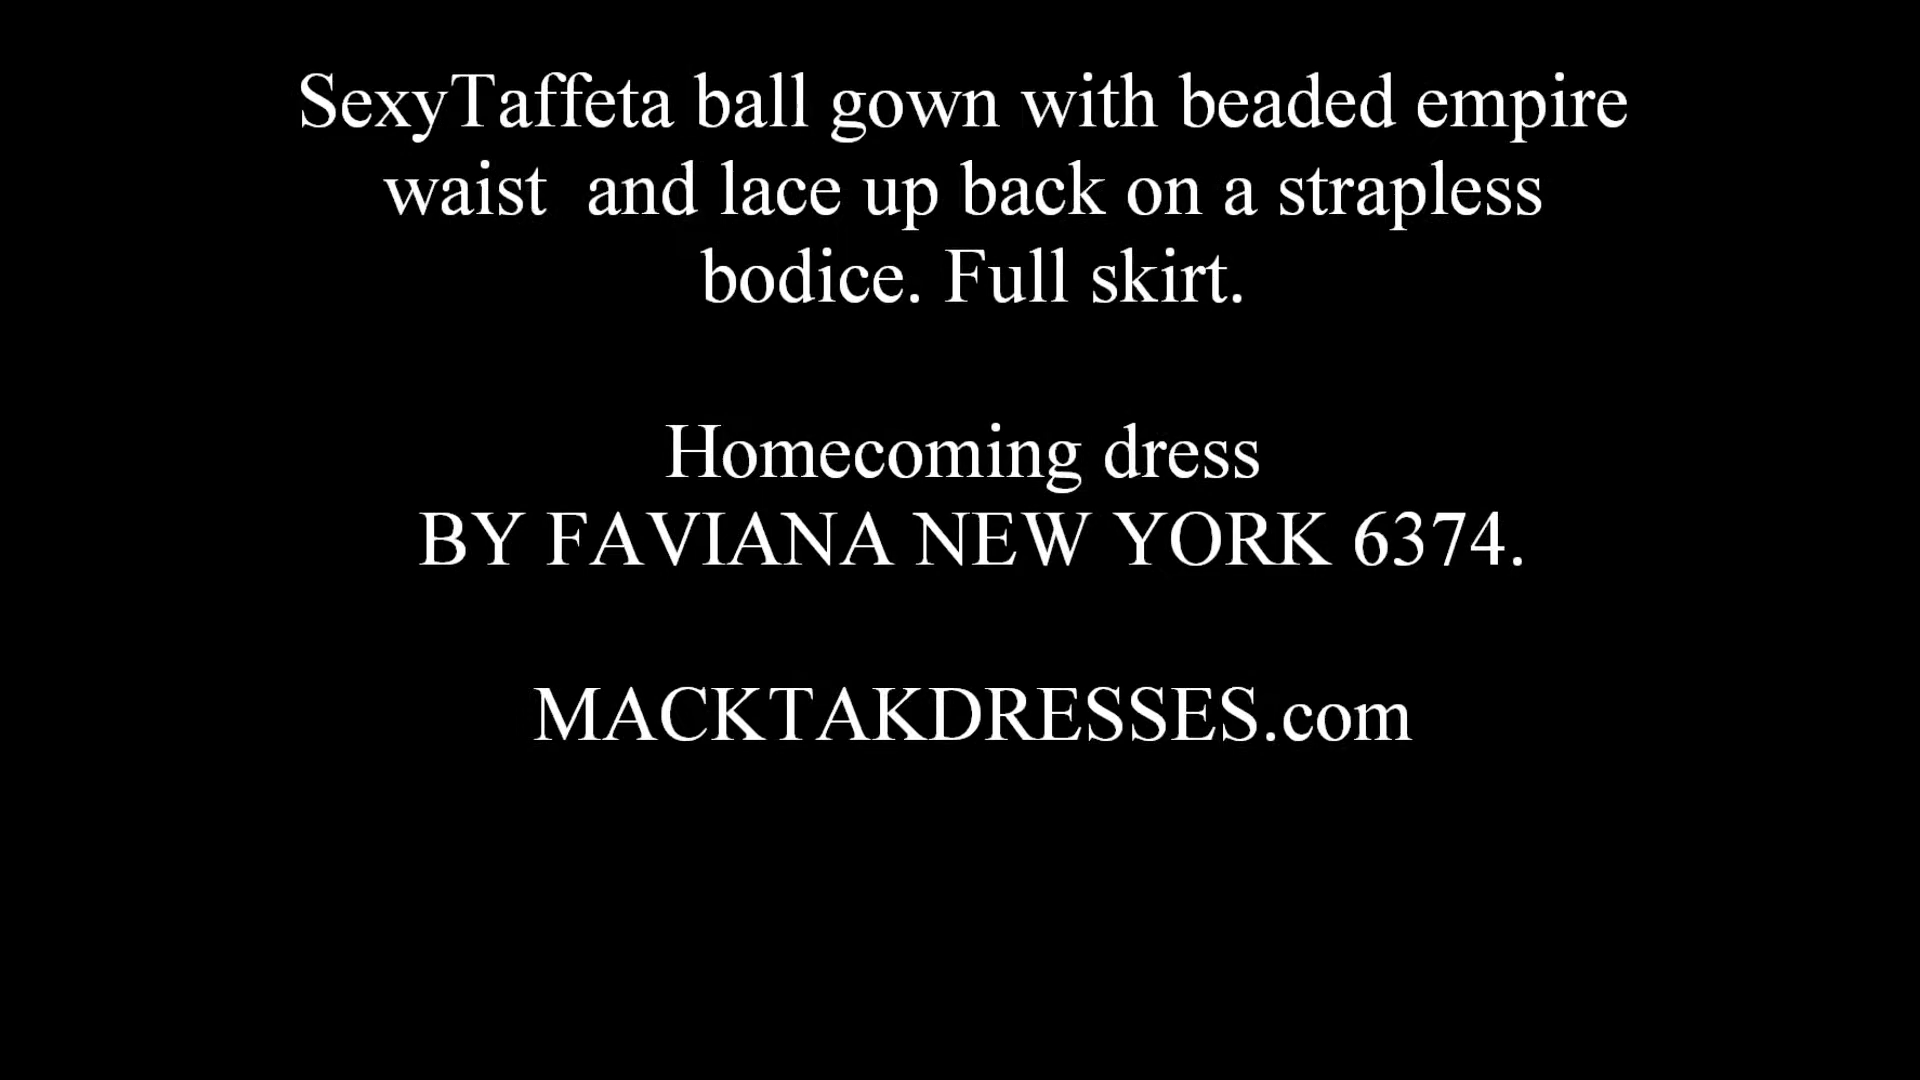 SexyTaffeta ball gown with beaded empire
waist  and lace up back on a strapless
bodice. Full skirt.
Homecoming dress
BY FAVIANA NEW YORK 6374.
MACKTAKDRESSES.com